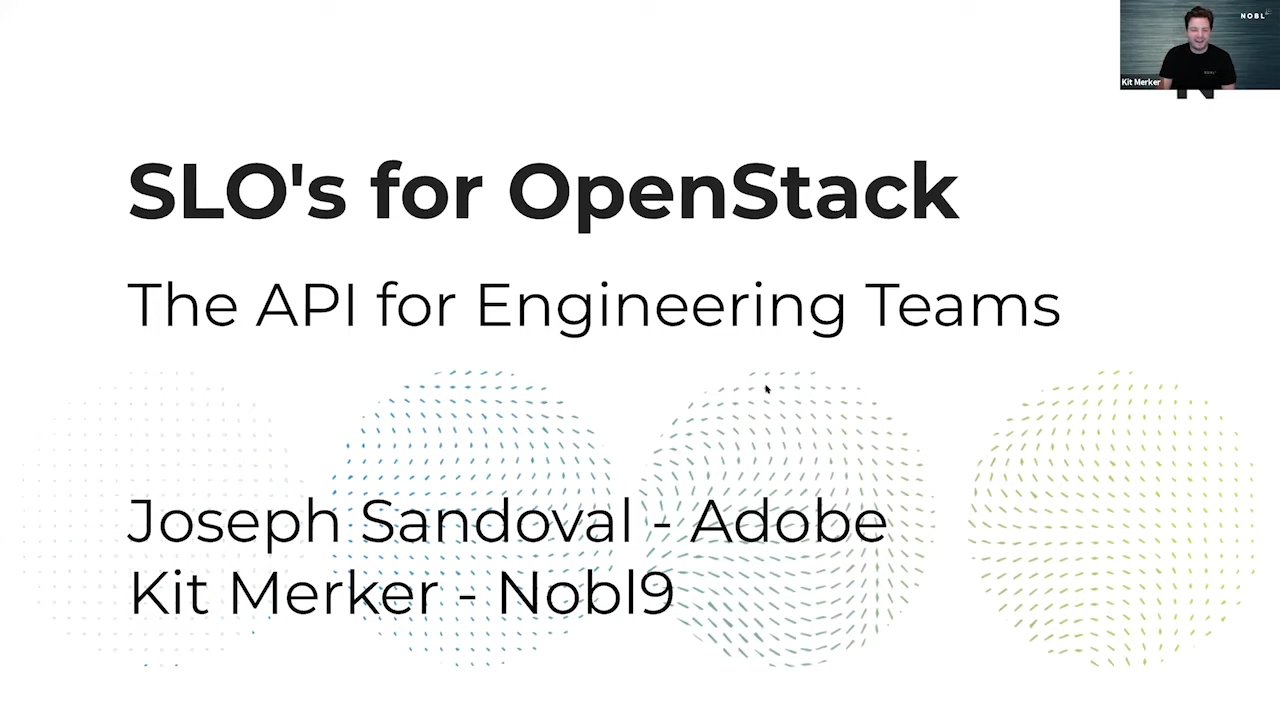 NOBL
Kit Merker
SLO's for OpenStack
The API for Engineering Teams
Joseph Sandoval - Adobe
Kit Merker - Nobl9